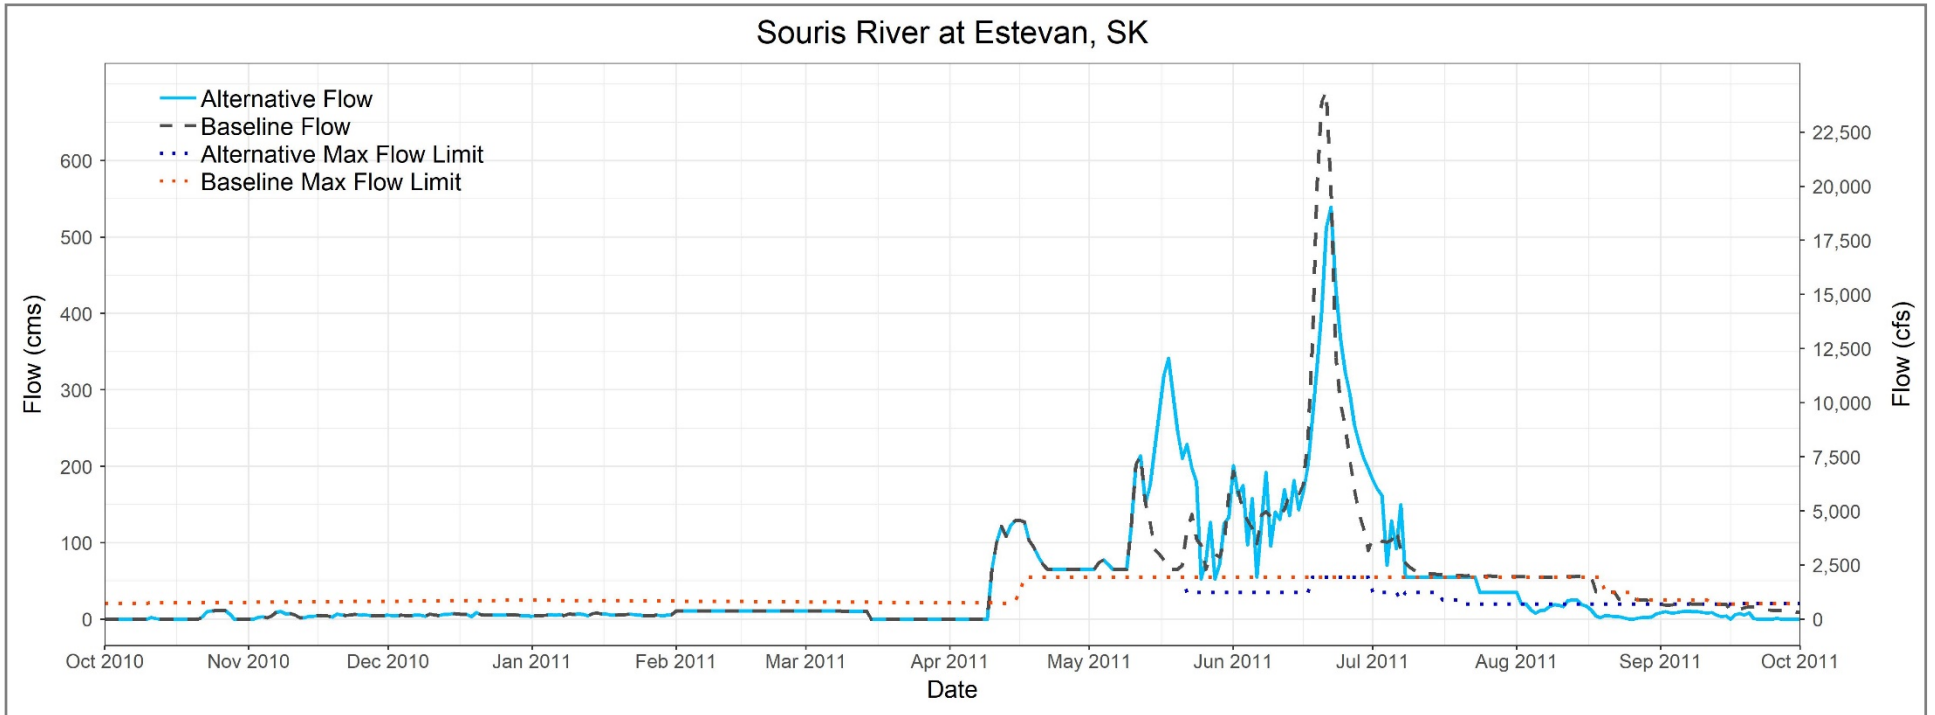 Souris River at Estevan, SK
Alternative Flow
Baseline Flow
Alternative Max Flow Limit
Baseline Max Flow Limit
Flow (cms)
600
500
400
300
200
100
0
22,500
20,000
17,500
15,000
12,500
10,000
7,500
5,000
2,500
0
Flow (cfs)
Oct 2010 Nov 2010 Dec 2010 Jan 2011 Feb 2011 Mar 2011 Apr 2011 May 2011 Jun 2011 Jul 2011 Aug 2011 Sep 2011 Oct 2011
Date